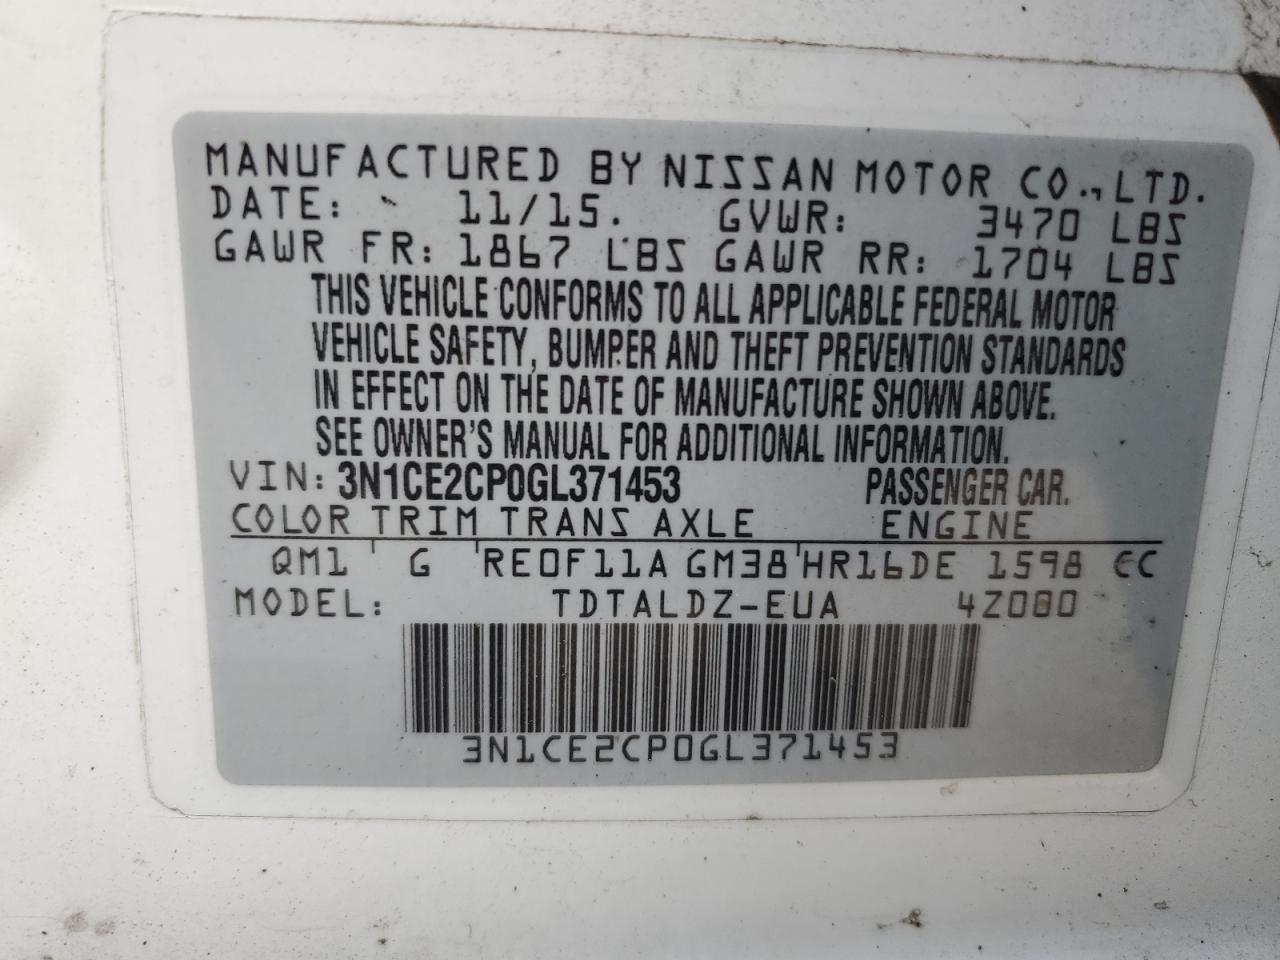 MANUFACTURED BY NISSAN MOTOR CO., LTD.
DATE: 11/15. GVWR: 3470 LBS
GAWR FR: 1867 LBS GAWR RR: 1704 LBS
THIS VEHICLE CONFORMS TO ALL APPLICABLE FEDERAL MOTOR
VEHICLE SAFETY, BUMPER AND THEFT PREVENTION STANDARDS
IN EFFECT ON THE DATE OF MANUFACTURE SHOWN ABOVE.
SEE OWNER'S MANUAL FOR ADDITIONAL INFORMATION.
VIN: 3N1CE2CP0GL371453 PASSENGER CAR.
COLOR TRIM TRANS AXLE ENGINE
QM1 G RE0F11A GM38 HR16DE 1598 CC
MODEL: TDTALDZ-EUA 4Z000
3N1CE2CP0GL371453